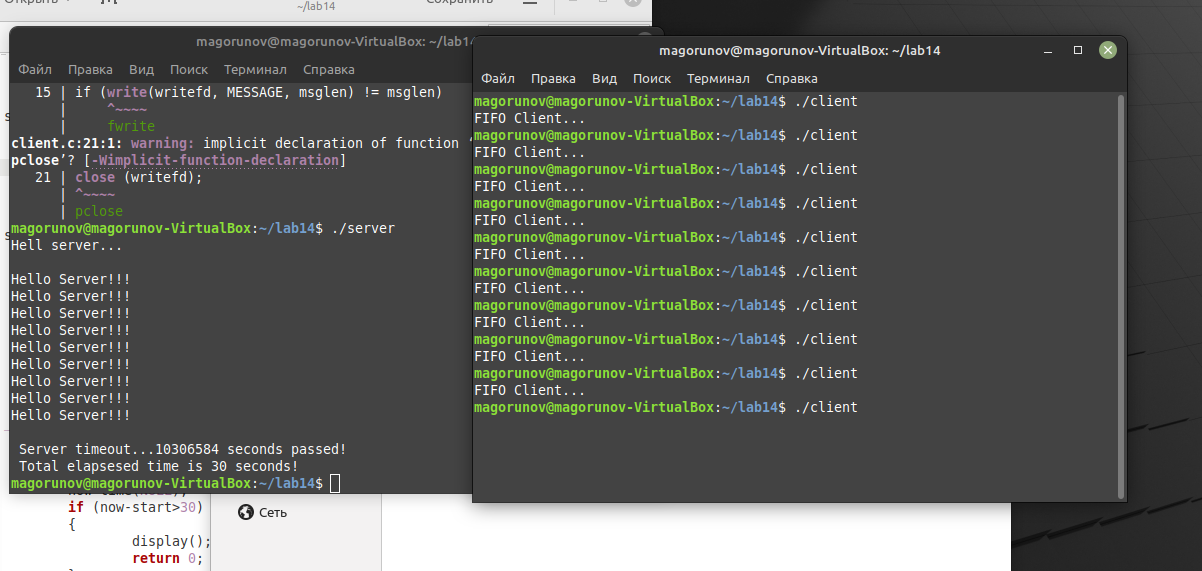 Открыть
~/lab14
Сохранить
magorunov@magorunov-VirtualBox: ~/lab14
Файл Правка Вид Поиск Терминал Справка
15 | if (write(writefd, MESSAGE, msglen) != msglen)
| ^~~~~
| fwrite
client.c:21:1: warning: implicit declaration of function ‘
pclose’? [-Wimplicit-function-declaration]
21 | close (writefd);
| ^~~~~
| pclose
magorunov@magorunov-VirtualBox:~/lab14$ ./server
Hell server...
Hello Server!!!
Hello Server!!!
Hello Server!!!
Hello Server!!!
Hello Server!!!
Hello Server!!!
Hello Server!!!
Hello Server!!!
Hello Server!!!
Server timeout...10306584 seconds passed!
Total elapsesed time is 30 seconds!
magorunov@magorunov-VirtualBox:~/lab14$
if (now-start>30)
{
display();
return 0;
Сеть
magorunov@magorunov-VirtualBox: ~/lab14
Файл Правка Вид Поиск Терминал Справка
magorunov@magorunov-VirtualBox:~/lab14$ ./client
FIFO Client...
magorunov@magorunov-VirtualBox:~/lab14$ ./client
FIFO Client...
magorunov@magorunov-VirtualBox:~/lab14$ ./client
FIFO Client...
magorunov@magorunov-VirtualBox:~/lab14$ ./client
FIFO Client...
magorunov@magorunov-VirtualBox:~/lab14$ ./client
FIFO Client...
magorunov@magorunov-VirtualBox:~/lab14$ ./client
FIFO Client...
magorunov@magorunov-VirtualBox:~/lab14$ ./client
FIFO Client...
magorunov@magorunov-VirtualBox:~/lab14$ ./client
FIFO Client...
magorunov@magorunov-VirtualBox:~/lab14$ ./client
FIFO Client...
magorunov@magorunov-VirtualBox:~/lab14$ ./client